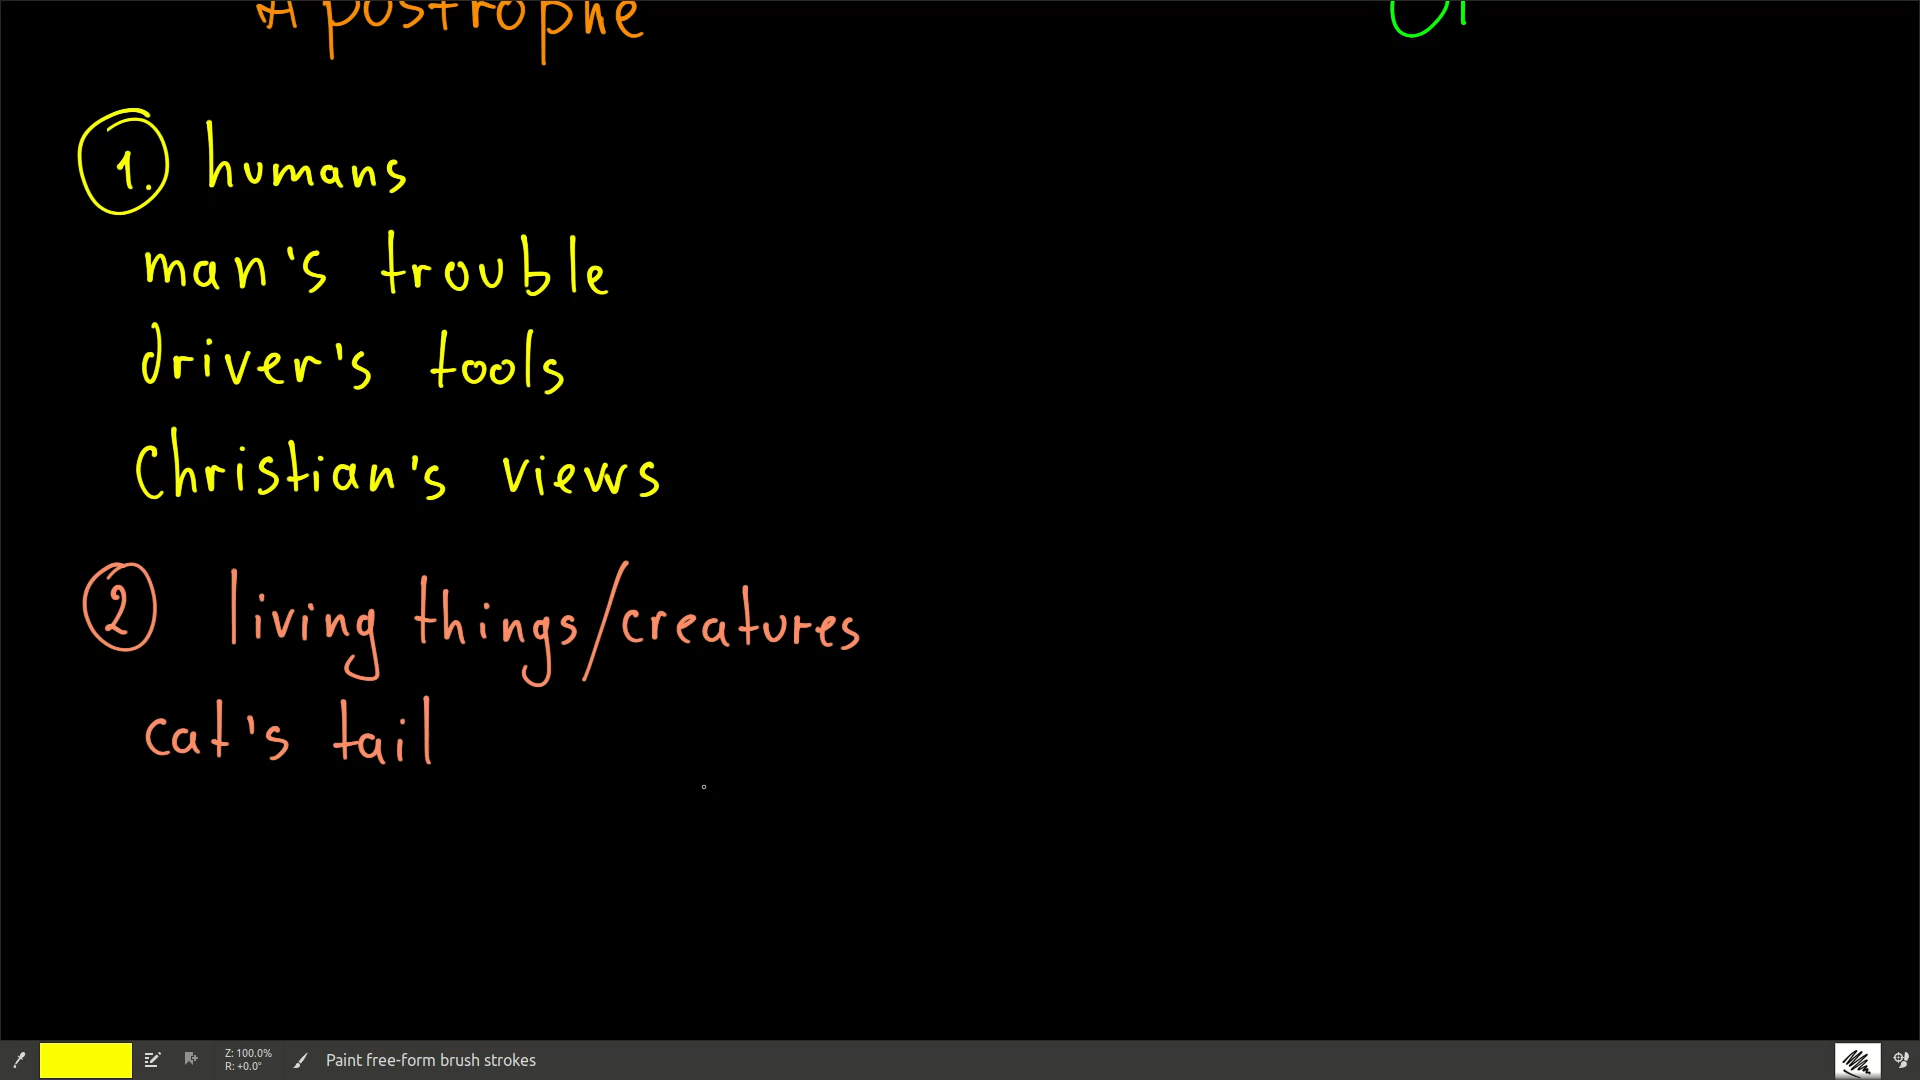 Apostrophe
1. humans
man's trouble
driver's tools
Christian's views
2 living things/creatures
cat's tail
Z: 100.0%
R: +0.0°
Paint free-form brush strokes